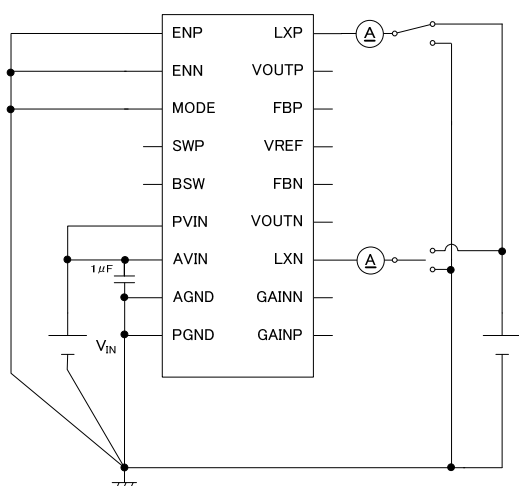 ENP LXP A
ENN VOUTP
MODE FBP
SWP VREF
BSW FBN
PVIN VOUTN
AVIN LXN A
1μF
AGND GAINN
PGND GAINP
VIN